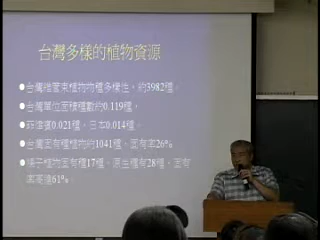 台灣多樣的植物資源
●台灣維管束植物物種多樣性，約3982種。
●台灣單位面積種數約0.119種，
●菲律賓0.021種，日本0.014種。
●台灣固有種植物約1041種，固有率26%
●椅子植物固有種17種，原生種有28種，固有
率高達61%。